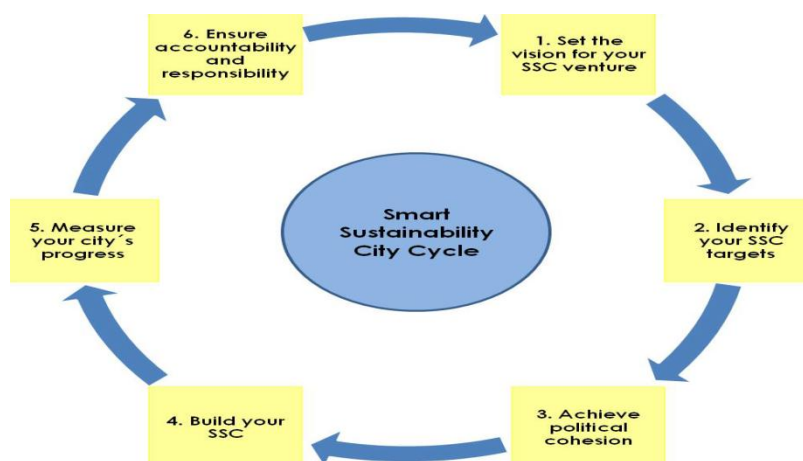 6. Ensure
accountability
and
responsibility
1. Set the
vision for your
SSC venture
Smart
Sustainability
City Cycle
5. Measure
your city´s
progress
2. Identify
your SSC
targets
4. Build your
SSC
3. Achieve
political
cohesion